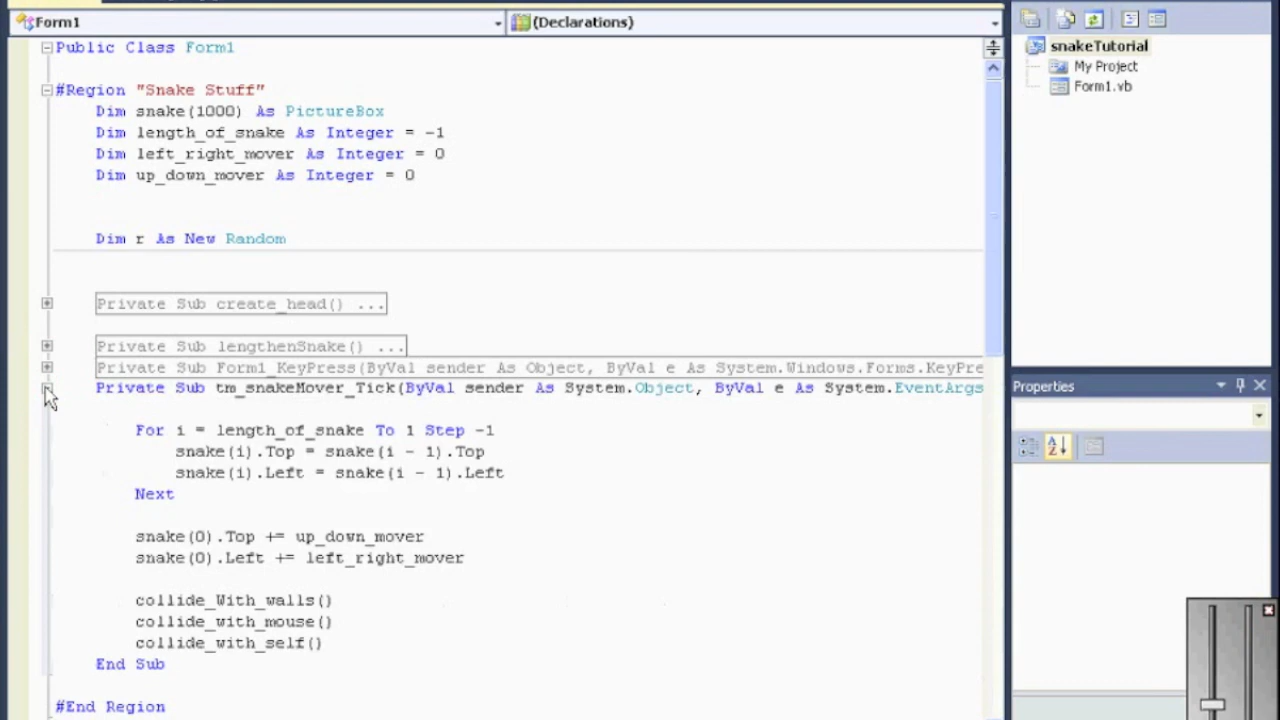 Form1
(Declarations)
Public Class Form1
#Region "Snake Stuff"
Dim snake(1000) As PictureBox
Dim length_of_snake As Integer = -1
Dim left_right_mover As Integer = 0
Dim up_down_mover As Integer = 0
Dim r As New Random
Private Sub create_head() ...
Private Sub lengthenSnake() ...
Private Sub Form1_KeyPress(ByVal sender As Object, ByVal e As System.Windows.Forms.KeyPre
Private Sub tm_snakeMover_Tick(ByVal sender As System.Object, ByVal e As System.EventArgs
For i = length_of_snake To 1 Step -1
snake(i).Top = snake(i - 1).Top
snake(i).Left = snake(i - 1).Left
Next
snake(0).Top += up_down_mover
snake(0).Left += left_right_mover
collide_With_walls()
collide_with_mouse()
collide_with_self()
End Sub
#End Region
snakeTutorial
My Project
Form1.vb
Properties